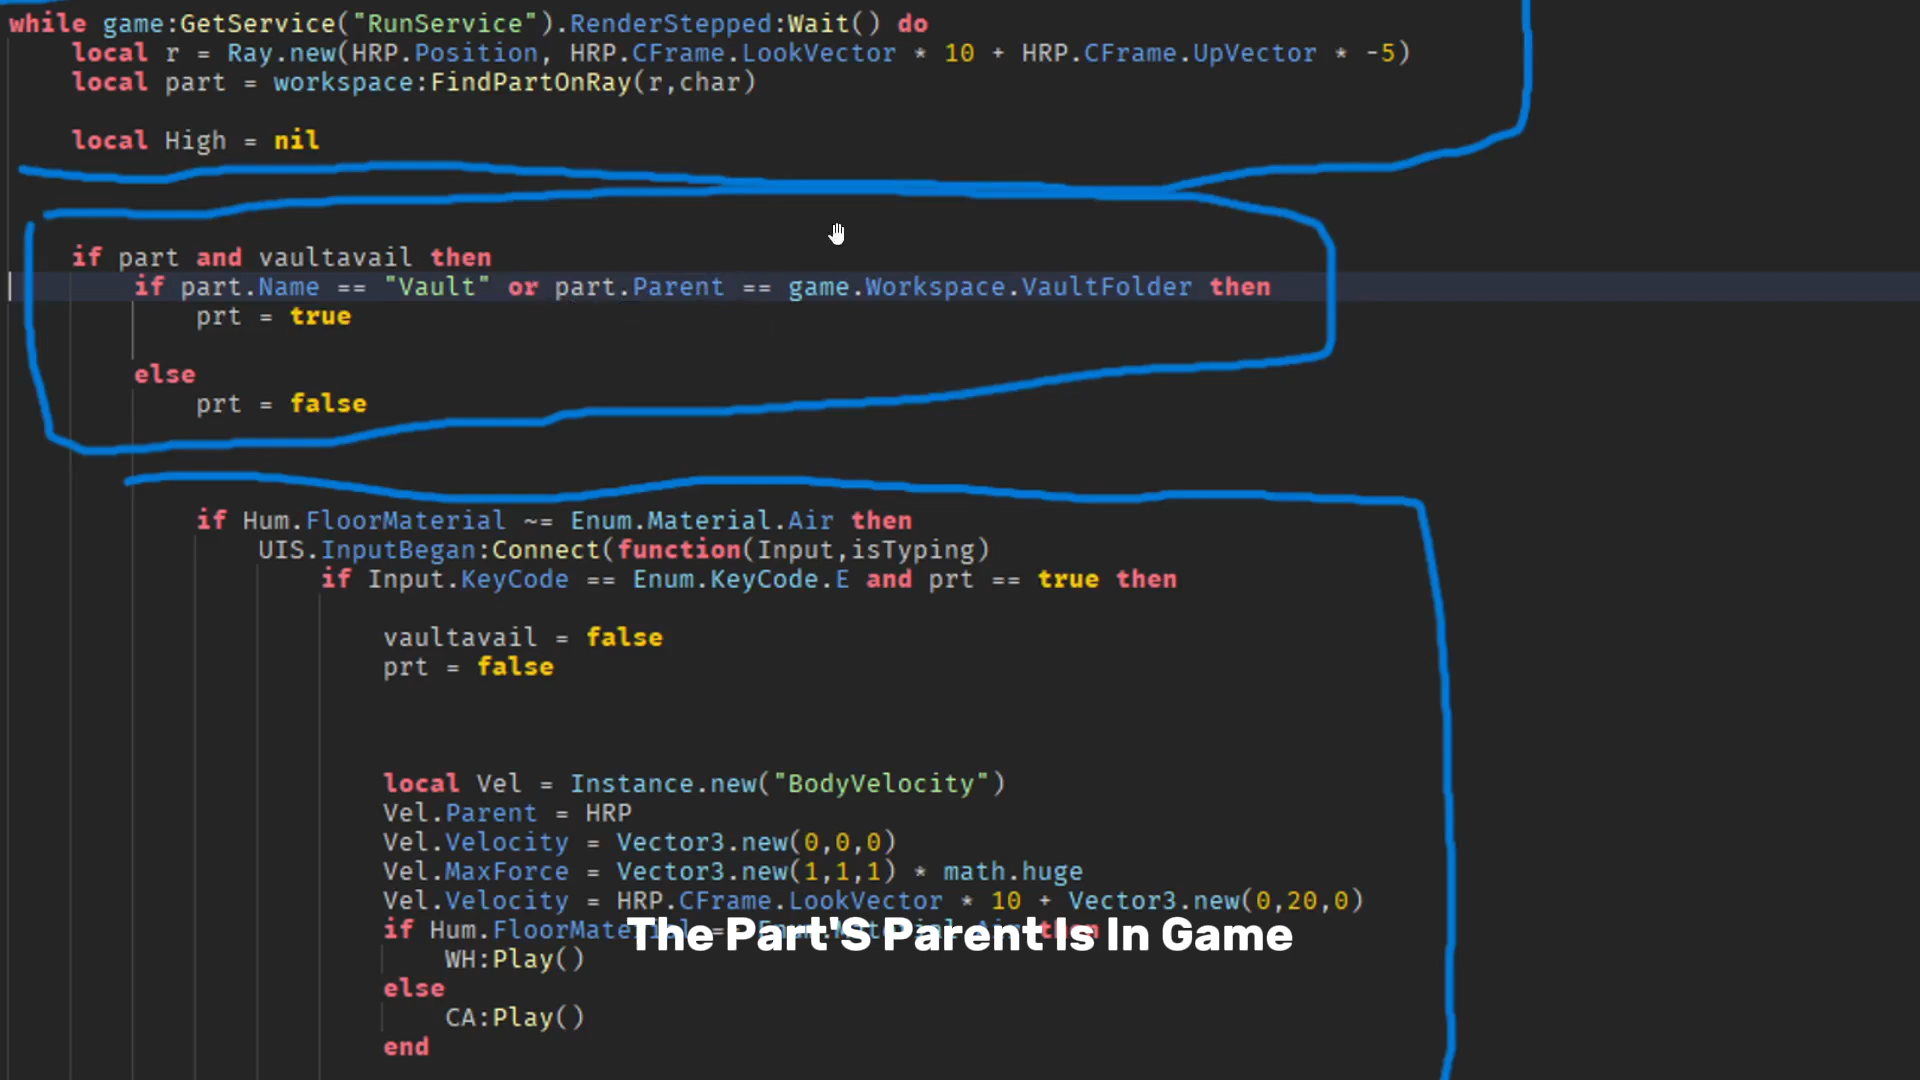 while game:GetService("RunService").RenderStepped:Wait() do
local r = Ray.new(HRP.Position, HRP.CFrame.LookVector * 10 + HRP.CFrame.UpVector * -5)
local part = workspace:FindPartOnRay(r,char)
local High = nil
if part and vaultavail then
if part.Name == "Vault" or part.Parent == game.Workspace.VaultFolder then
prt = true
else
prt = false
if Hum.FloorMaterial ~= Enum.Material.Air then
UIS.InputBegan:Connect(function(Input,isTyping)
if Input.KeyCode == Enum.KeyCode.E and prt == true then
vaultavail = false
prt = false
local Vel = Instance.new("BodyVelocity")
Vel.Parent = HRP
Vel.Velocity = Vector3.new(0,0,0)
Vel.MaxForce = Vector3.new(1,1,1) * math.huge
Vel.Velocity = HRP.CFrame.LookVector * 10 + Vector3.new(0,20,0)
if Hum.FloorMaterial == Enum.Material.Air then
The Part'S Parent Is In Game
WH:Play()
else
CA:Play()
end